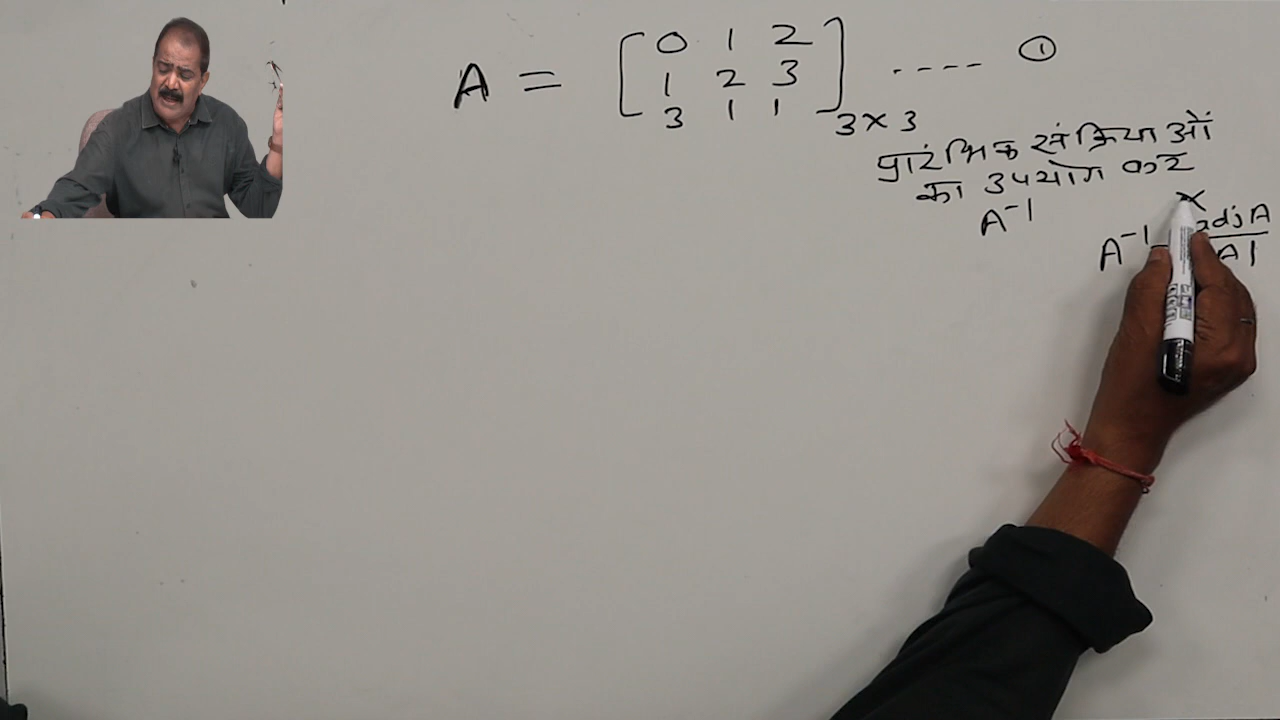 A = [ 0 1 2
1 2 3
3 1 1 ] 3×3 ---- ①
प्रारंभिक संक्रियाओं
का उपयोग कर
A⁻¹
×
A⁻¹ adj A
A|